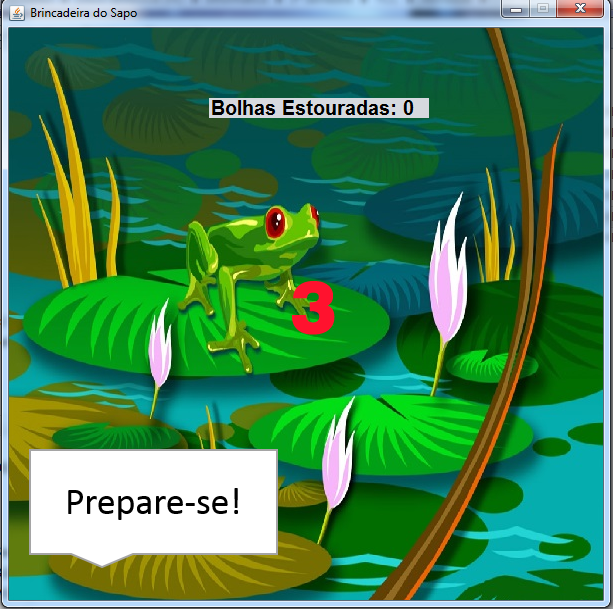 Brincadeira do Sapo
Bolhas Estouradas: 0
3
Prepare-se!